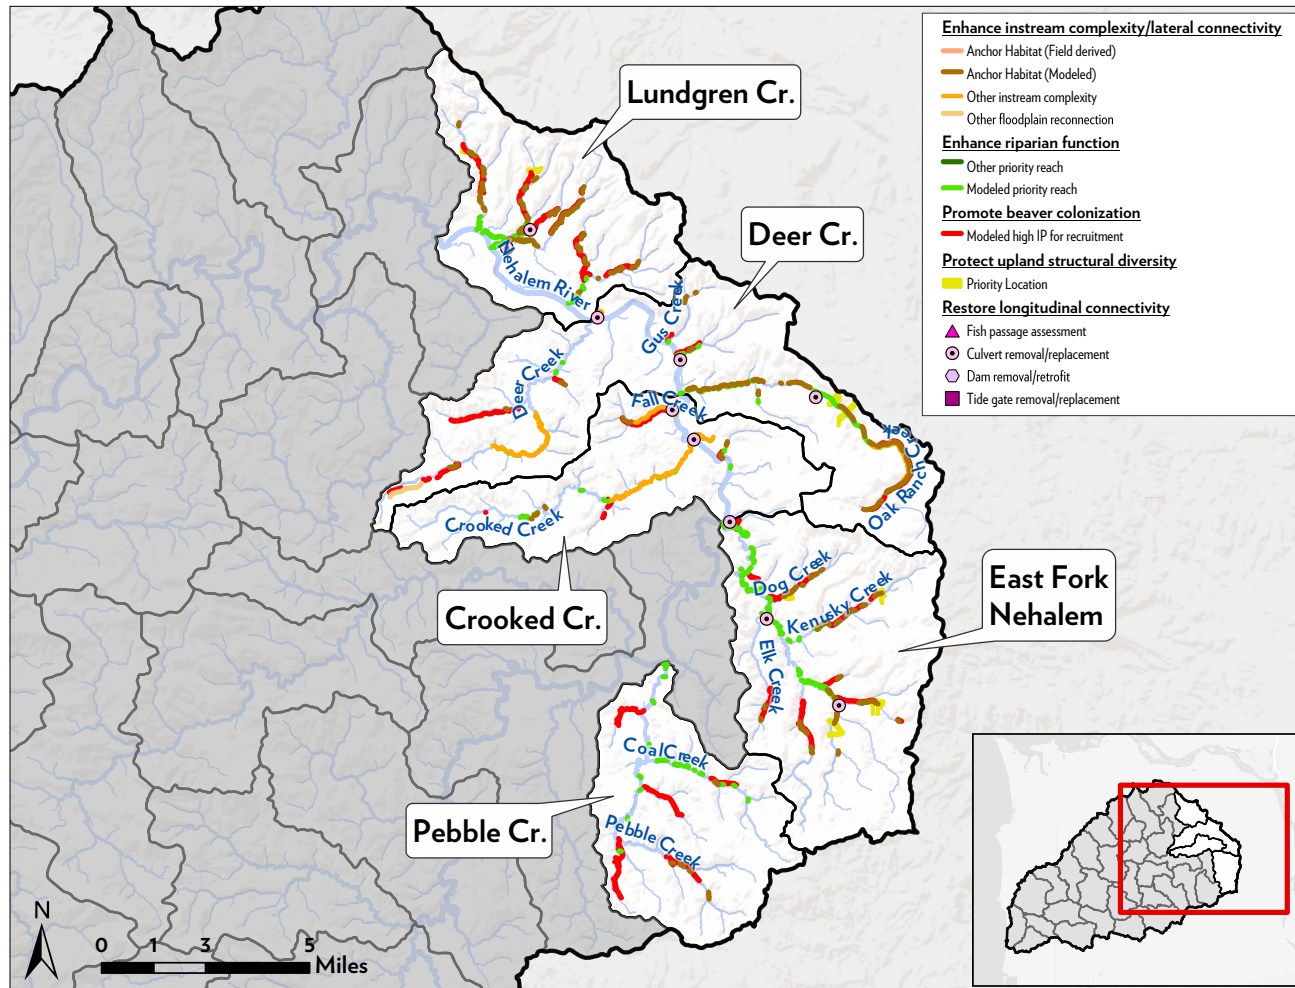 Enhance instream complexity/lateral connectivity
Anchor Habitat (Field derived)
Anchor Habitat (Modeled)
Other instream complexity
Other floodplain reconnection
Enhance riparian function
Other priority reach
Modeled priority reach
Promote beaver colonization
Modeled high IP for recruitment
Protect upland structural diversity
Priority Location
Restore longitudinal connectivity
Fish passage assessment
Culvert removal/replacement
Dam removal/retrofit
Tide gate removal/replacement
Lundgren Cr.
Deer Cr.
Nehalem River
Gus Creek
Deer Creek
Fall Creek
Oak Ranch Creek
Crooked Creek
Dog Creek
East Fork
Nehalem
Kenusky Creek
Crooked Cr.
Elk Creek
Coal Creek
Pebble Cr.
Pebble Creek
N
0 1 3 5
Miles